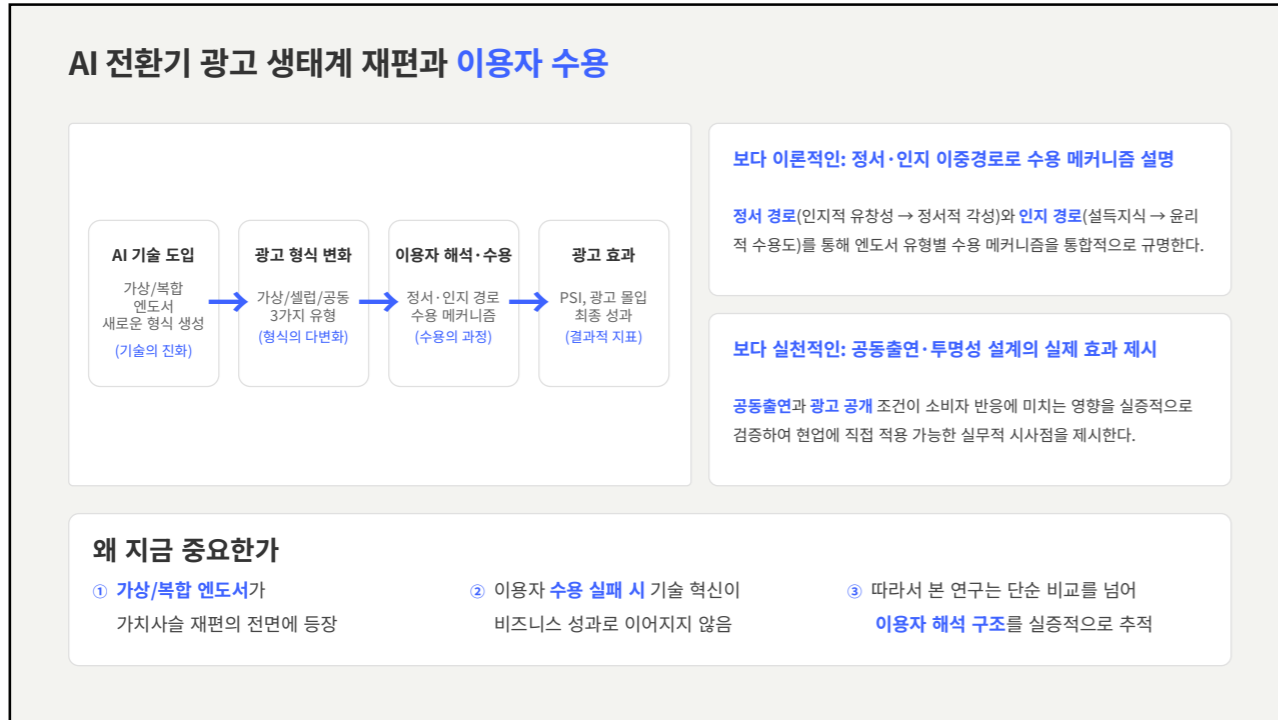 AI 전환기 광고 생태계 재편과 이용자 수용
AI 기술 도입
가상/복합
엔도서
새로운 형식 생성
(기술의 진화)
광고 형식 변화
가상/셀럽/공동
3가지 유형
(형식의 다변화)
이용자 해석·수용
정서·인지 경로
수용 메커니즘
(수용의 과정)
광고 효과
PSI, 광고 몰입
최종 성과
(결과적 지표)
보다 이론적인: 정서·인지 이중경로로 수용 메커니즘 설명
정서 경로(인지적 유창성 → 정서적 각성)와 인지 경로(설득지식 → 윤리
적 수용도)를 통해 엔도서 유형별 수용 메커니즘을 통합적으로 규명한다.
보다 실천적인: 공동출연·투명성 설계의 실제 효과 제시
공동출연과 광고 공개 조건이 소비자 반응에 미치는 영향을 실증적으로
검증하여 현업에 직접 적용 가능한 실무적 시사점을 제시한다.
왜 지금 중요한가
① 가상/복합 엔도서가
가치사슬 재편의 전면에 등장
② 이용자 수용 실패 시 기술 혁신이
비즈니스 성과로 이어지지 않음
③ 따라서 본 연구는 단순 비교를 넘어
이용자 해석 구조를 실증적으로 추적